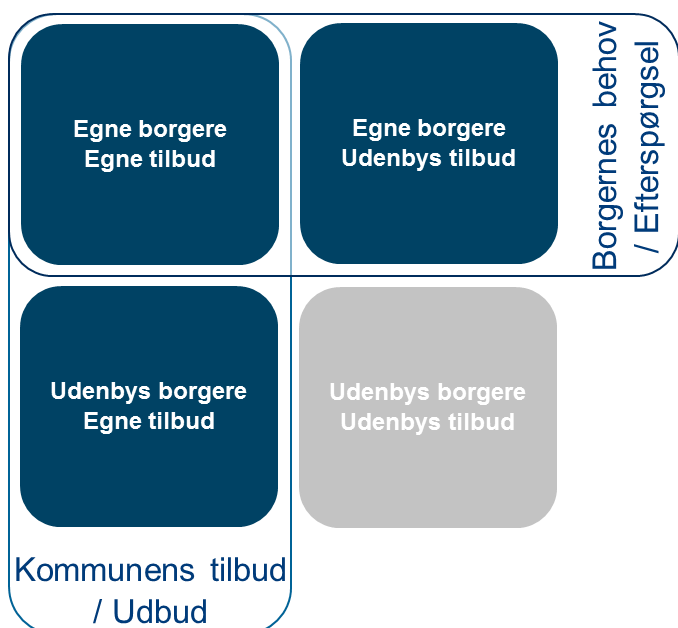 Egne borgere
Egne tilbud
Egne borgere
Udenbys tilbud
Borgernes behov
/ Efterspørgsel
Udenbys borgere
Egne tilbud
Udenbys borgere
Udenbys tilbud
Kommunens tilbud
/ Udbud